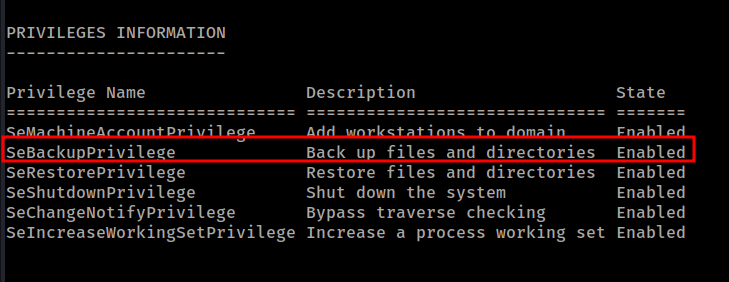 PRIVILEGES INFORMATION
----------------------
Privilege Name Description State
============================= ============================== =======
SeMachineAccountPrivilege Add workstations to domain Enabled
SeBackupPrivilege Back up files and directories Enabled
SeRestorePrivilege Restore files and directories Enabled
SeShutdownPrivilege Shut down the system Enabled
SeChangeNotifyPrivilege Bypass traverse checking Enabled
SeIncreaseWorkingSetPrivilege Increase a process working set Enabled